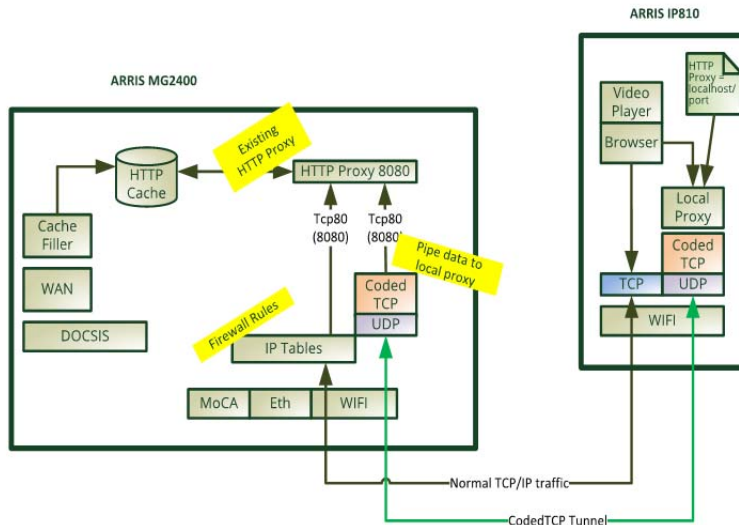 ARRIS IP810
ARRIS MG2400
HTTP
Proxy =
localhost/
port
Video
Player
Browser
Existing
HTTP Proxy
HTTP
Cache
HTTP Proxy 8080
Local
Proxy
Tcp80
(8080)
Tcp80
(8080)
Cache
Filler
Pipe data to
local proxy
Coded
TCP
WAN
Coded
TCP
TCP
UDP
Firewall Rules
UDP
WIFI
DOCSIS
IP Tables
MoCA
Eth
WIFI
Normal TCP/IP traffic
CodedTCP Tunnel